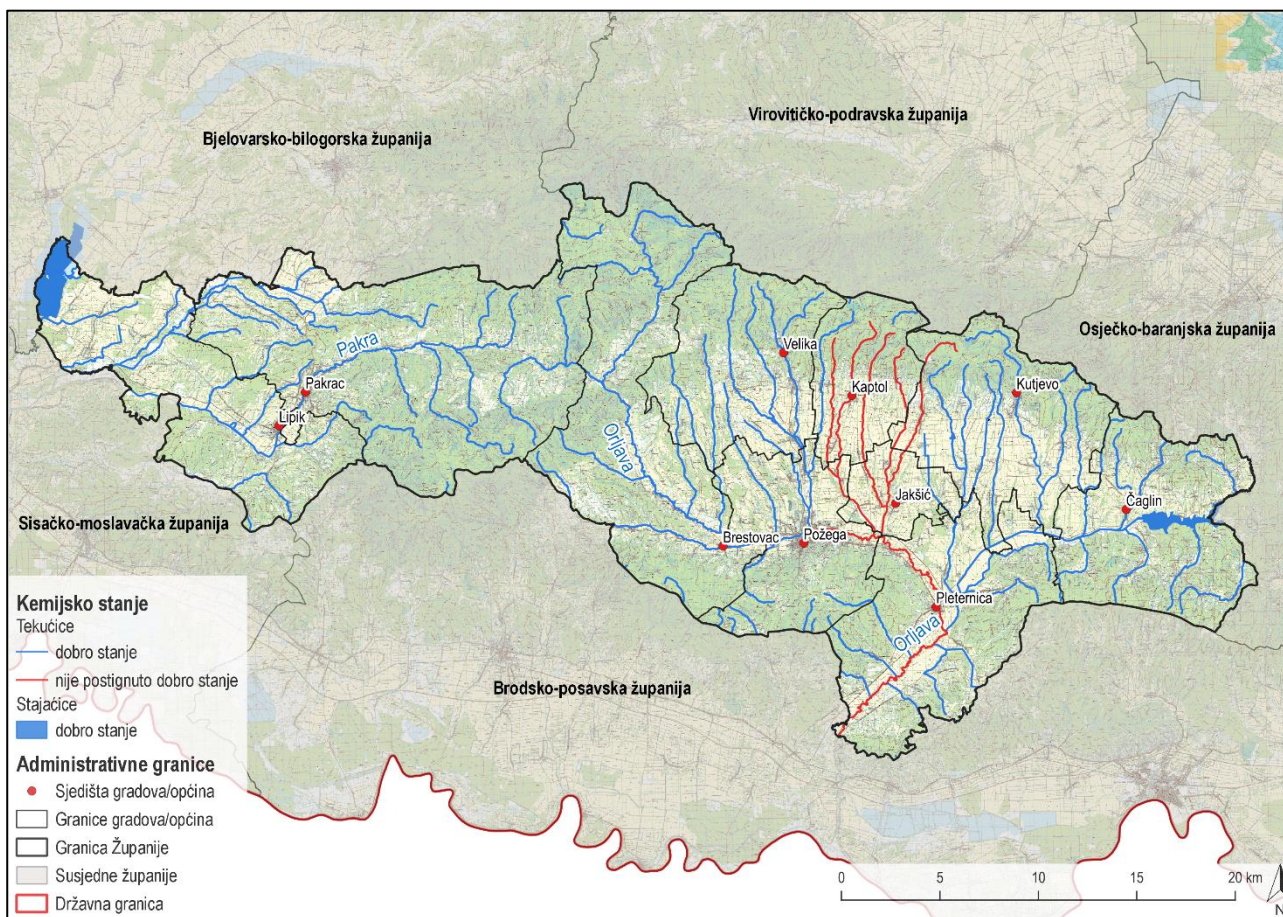 Virovitičko-podravska županija
Bjelovarsko-bilogorska županija
Osječko-baranjska županija
Pakra
Velika
Pakrac
Kaptol
Kutjevo
Lipik
Orljava
Jakšić
Čaglin
Sisačko-moslavačka županija
Brestovac
Požega
Pleternica
Orljava
Brodsko-posavska županija
Kemijsko stanje
Tekućice
dobro stanje
nije postignuto dobro stanje
Stajaćice
dobro stanje
Administrativne granice
Sjedišta gradova/općina
Granice gradova/općina
Granica Županije
Susjedne županije
Državna granica
0 5 10 15 20 km
N